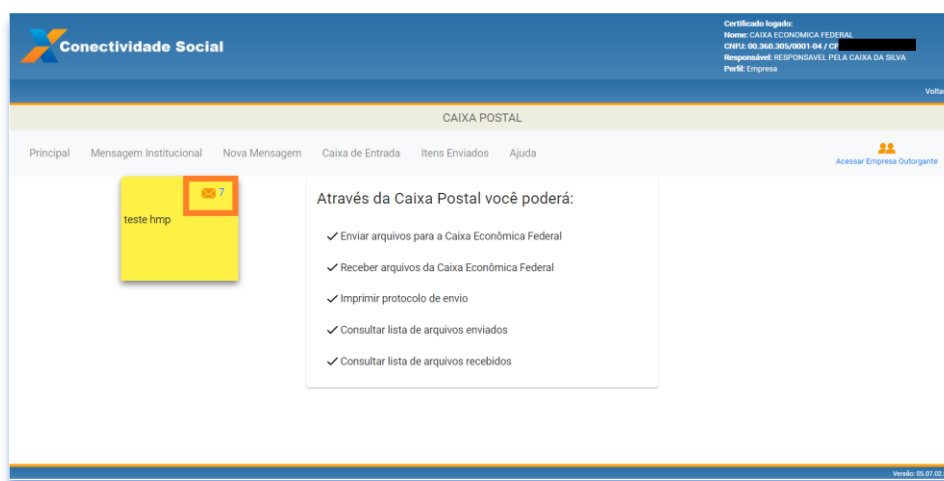 Conectividade Social
Certificado logado:
Nome: CAIXA ECONOMICA FEDERAL
CNPJ: 00.360.305/0001-04 / CP
Responsável: RESPONSAVEL PELA CAIXA DA SILVA
Perfil: Empresa
Volta
CAIXA POSTAL
Principal Mensagem Institucional Nova Mensagem Caixa de Entrada Itens Enviados Ajuda
Acessar Empresa Outorgante
7
teste hmp
Através da Caixa Postal você poderá:
Enviar arquivos para a Caixa Econômica Federal
Receber arquivos da Caixa Econômica Federal
Imprimir protocolo de envio
Consultar lista de arquivos enviados
Consultar lista de arquivos recebidos
Versão: 05.07.02.